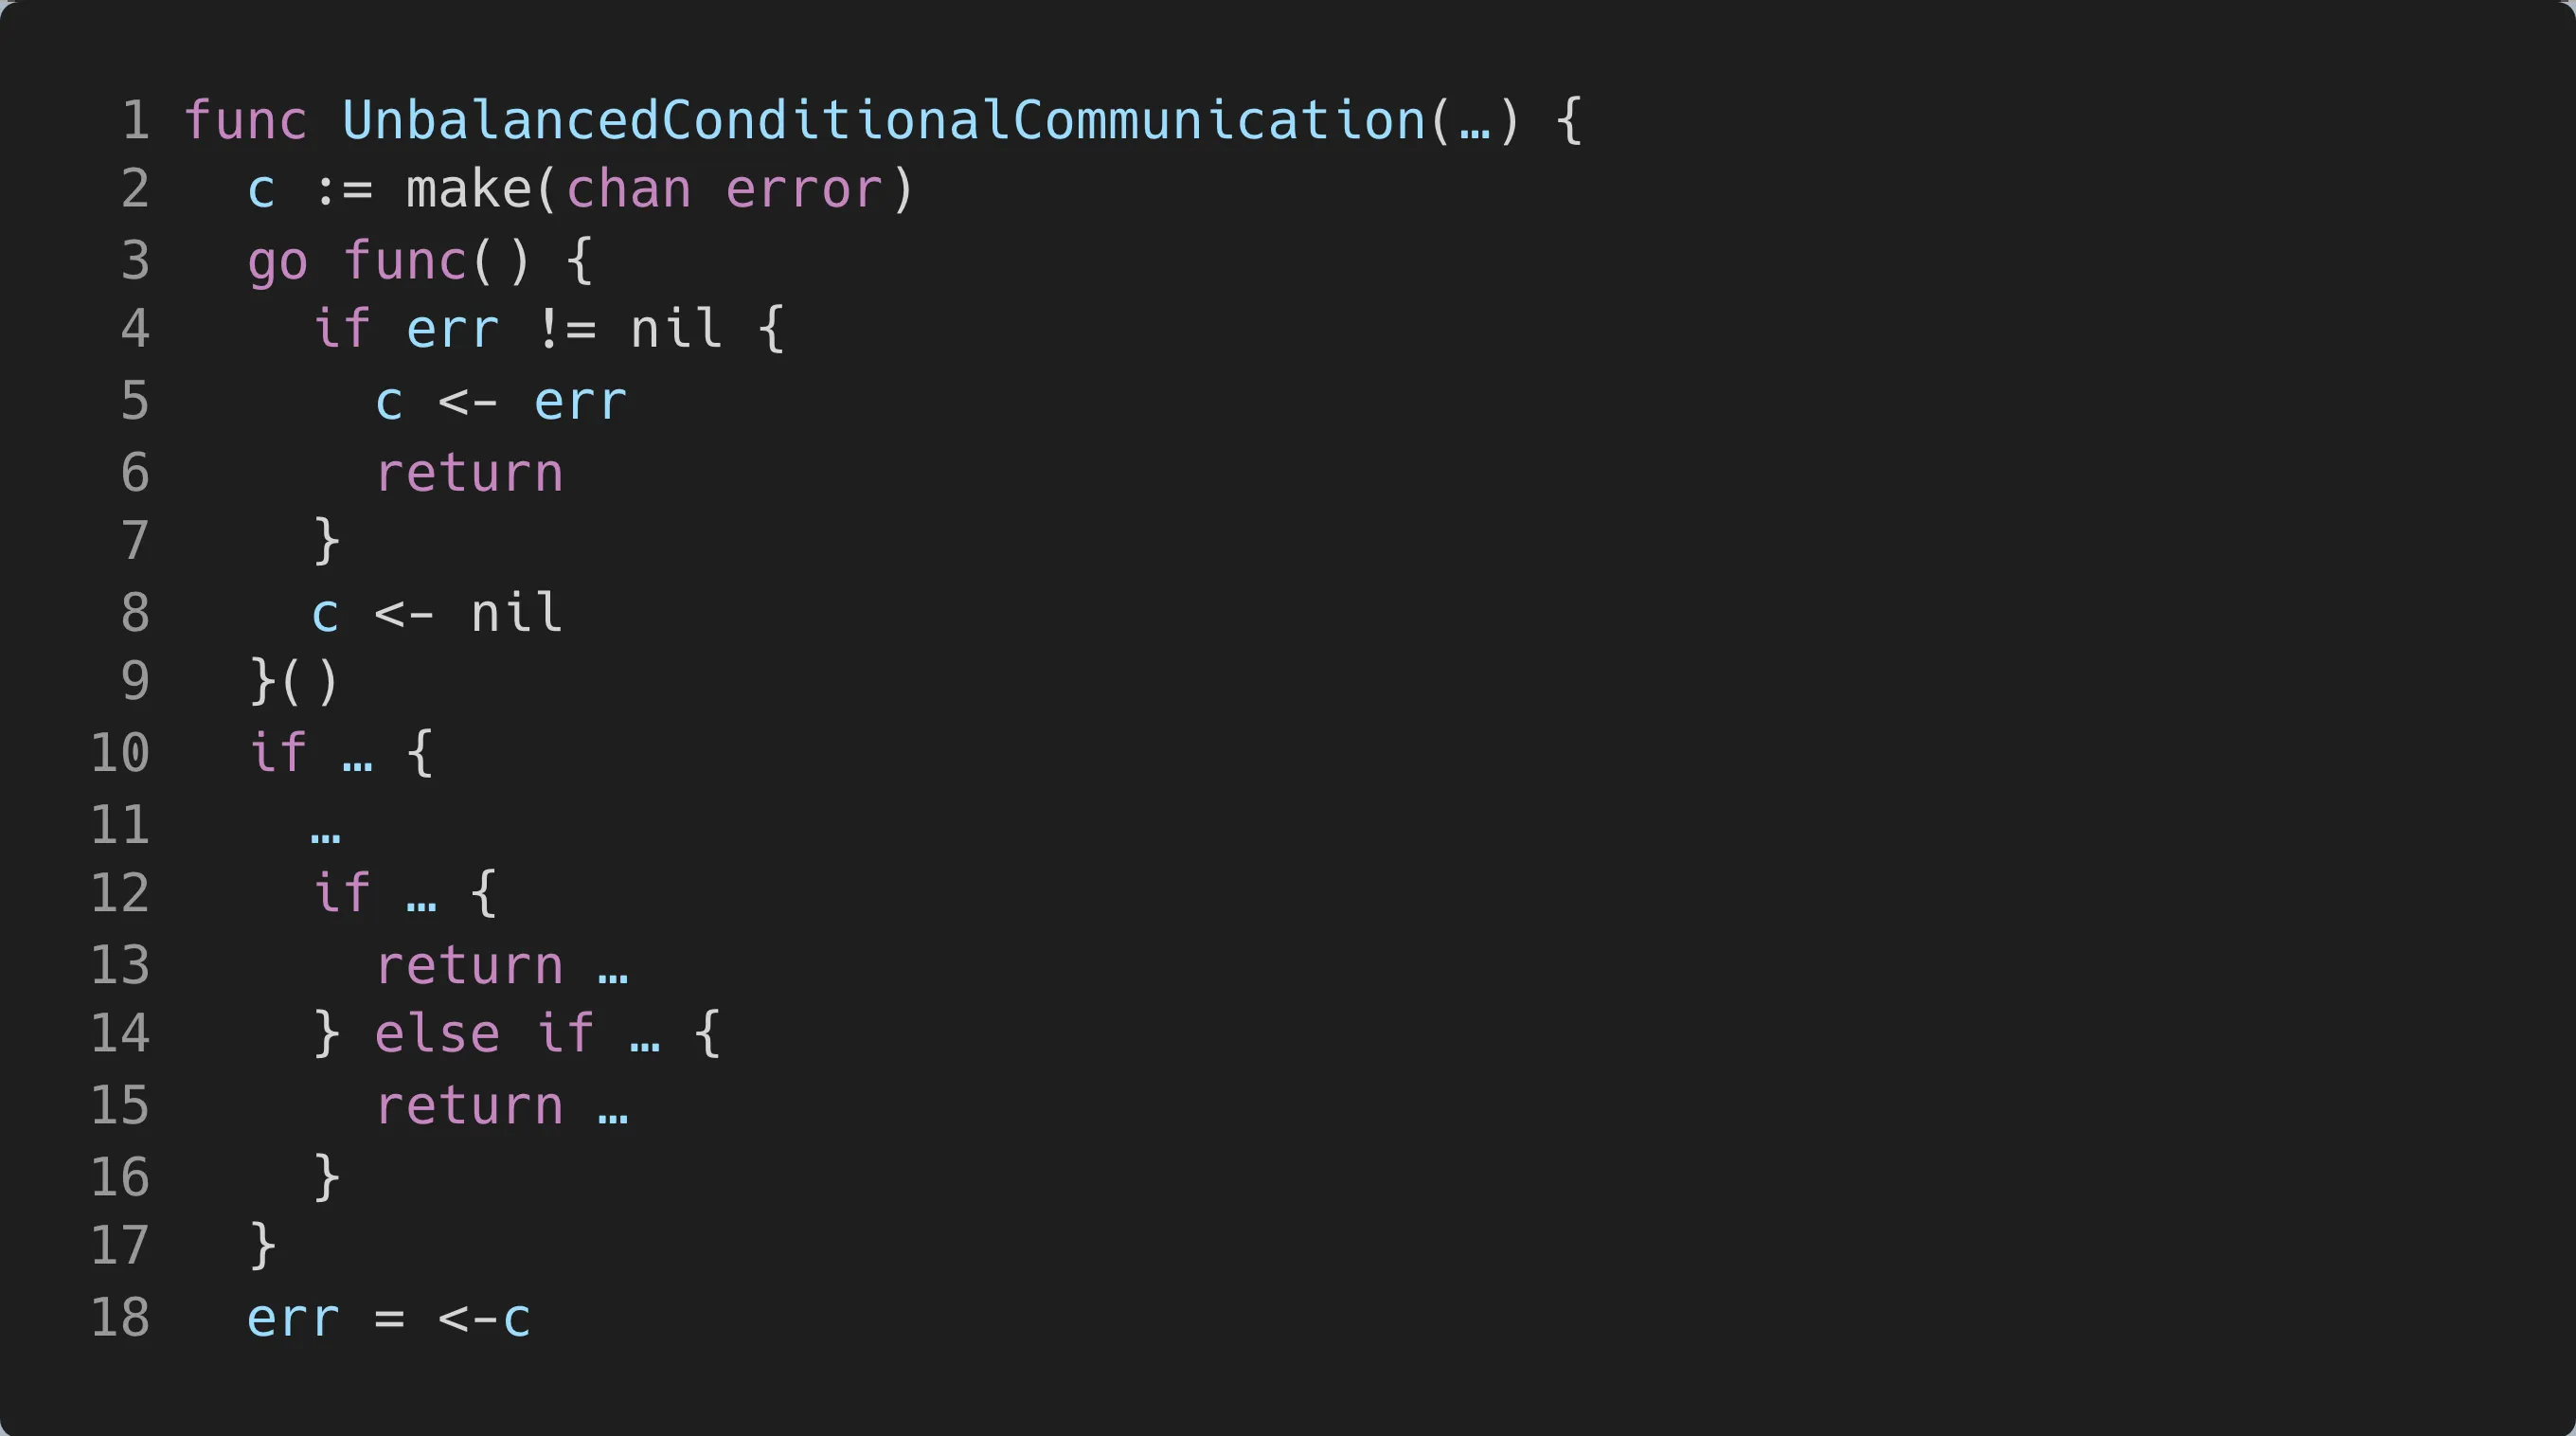 1 func UnbalancedConditionalCommunication(…) {
2   c := make(chan error)
3   go func() {
4     if err != nil {
5       c <- err
6       return
7     }
8     c <- nil
9   }()
10   if … {
11     …
12     if … {
13       return …
14     } else if … {
15       return …
16     }
17   }
18   err = <-c